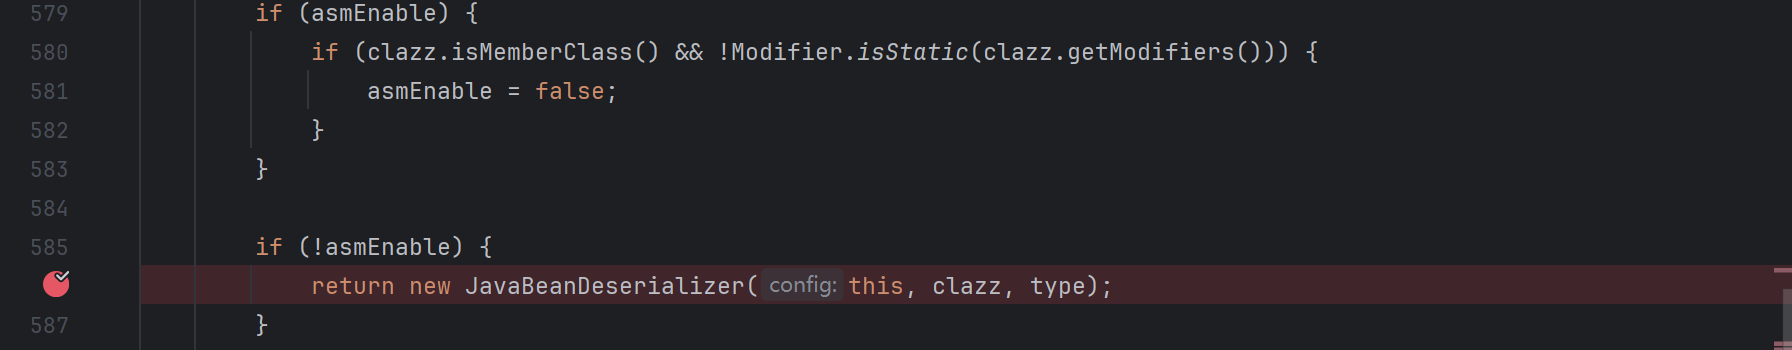 579 if (asmEnable) {
580 if (clazz.isMemberClass() && !Modifier.isStatic(clazz.getModifiers())) {
581 asmEnable = false;
582 }
583 }
584
585 if (!asmEnable) {
return new JavaBeanDeserializer( config: this, clazz, type);
587 }